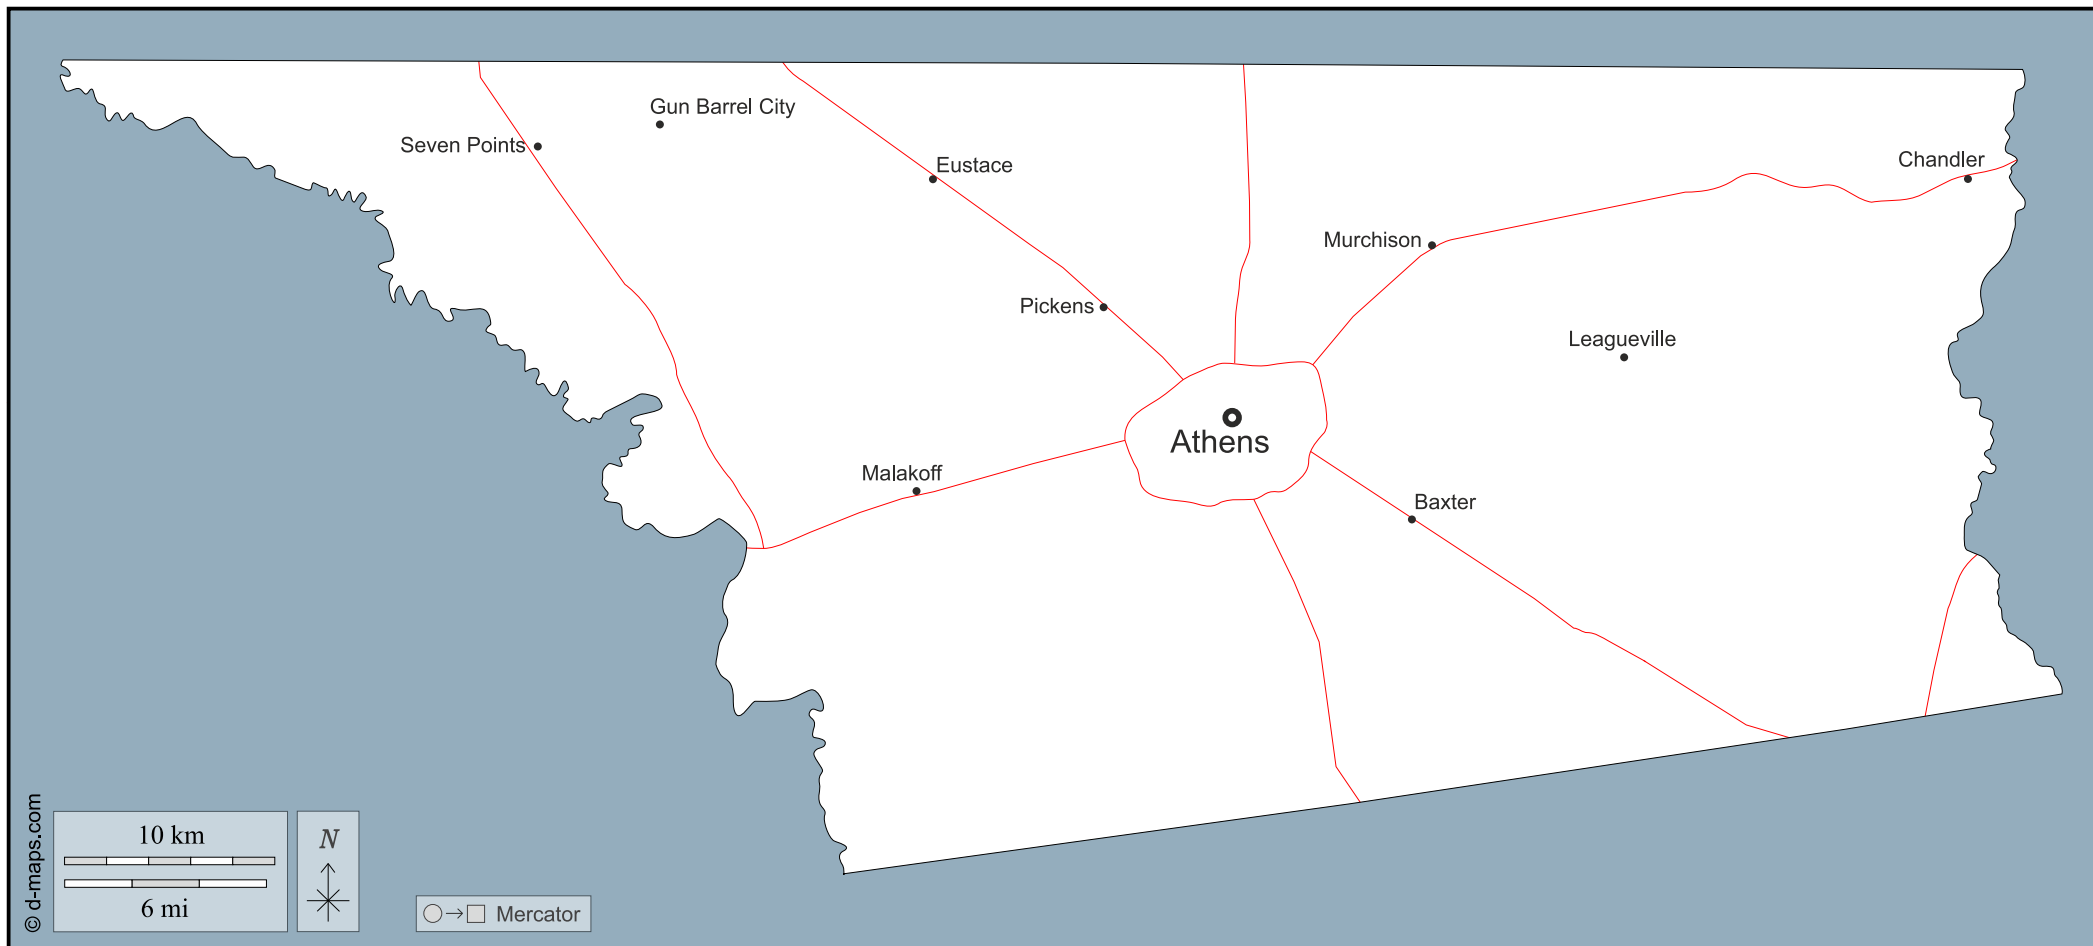 Gun Barrel City
Seven Points
Eustace
Chandler
Murchison
Pickens
Leagueville
Athens
Malakoff
Baxter
© d-maps.com
10 km
6 mi
N
Mercator